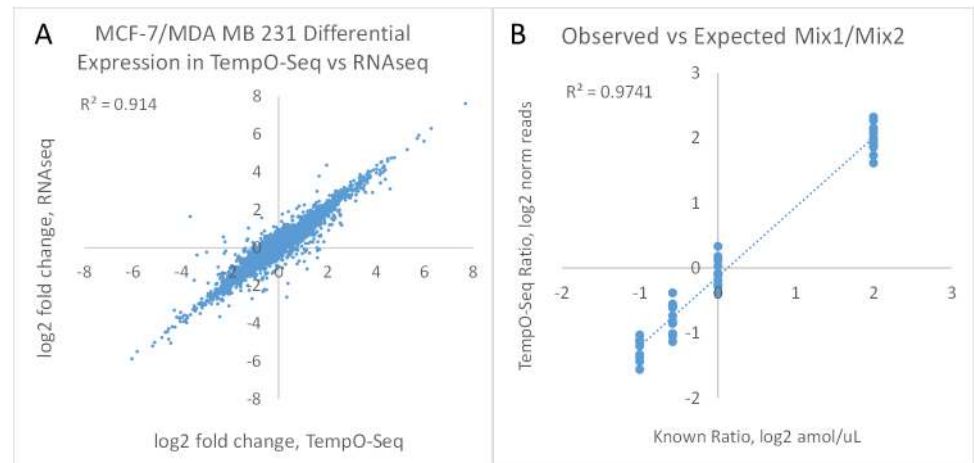 A
MCF-7/MDA MB 231 Differential
Expression in TempO-Seq vs RNAseq
R² = 0.914
log2 fold change, RNAseq
8
6
4
2
0
-2
-4
-6
-8
-8 -6 -4 -2 0 2 4 6 8
log2 fold change, TempO-Seq
B
Observed vs Expected Mix1/Mix2
R² = 0.9741
TempO-Seq Ratio, log2 norm reads
3
2
1
0
-1
-2
-2 -1 0 1 2 3
Known Ratio, log2 amol/uL